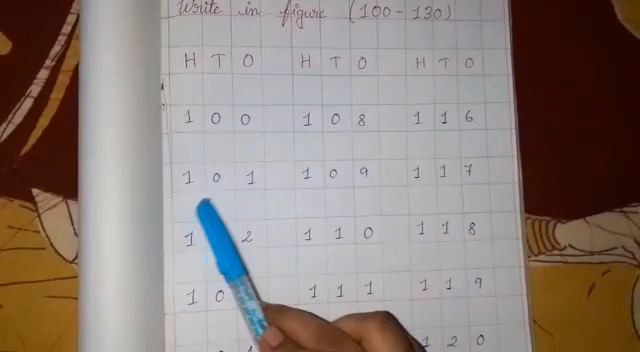 Write in figure (100-130)
H T O H T O H T O
1 0 0 1 0 8 1 1 6
1 0 1 1 0 9 1 1 7
1 2 1 1 0 1 1 8
1 0 1 1 1 1 1 9
1 2 0